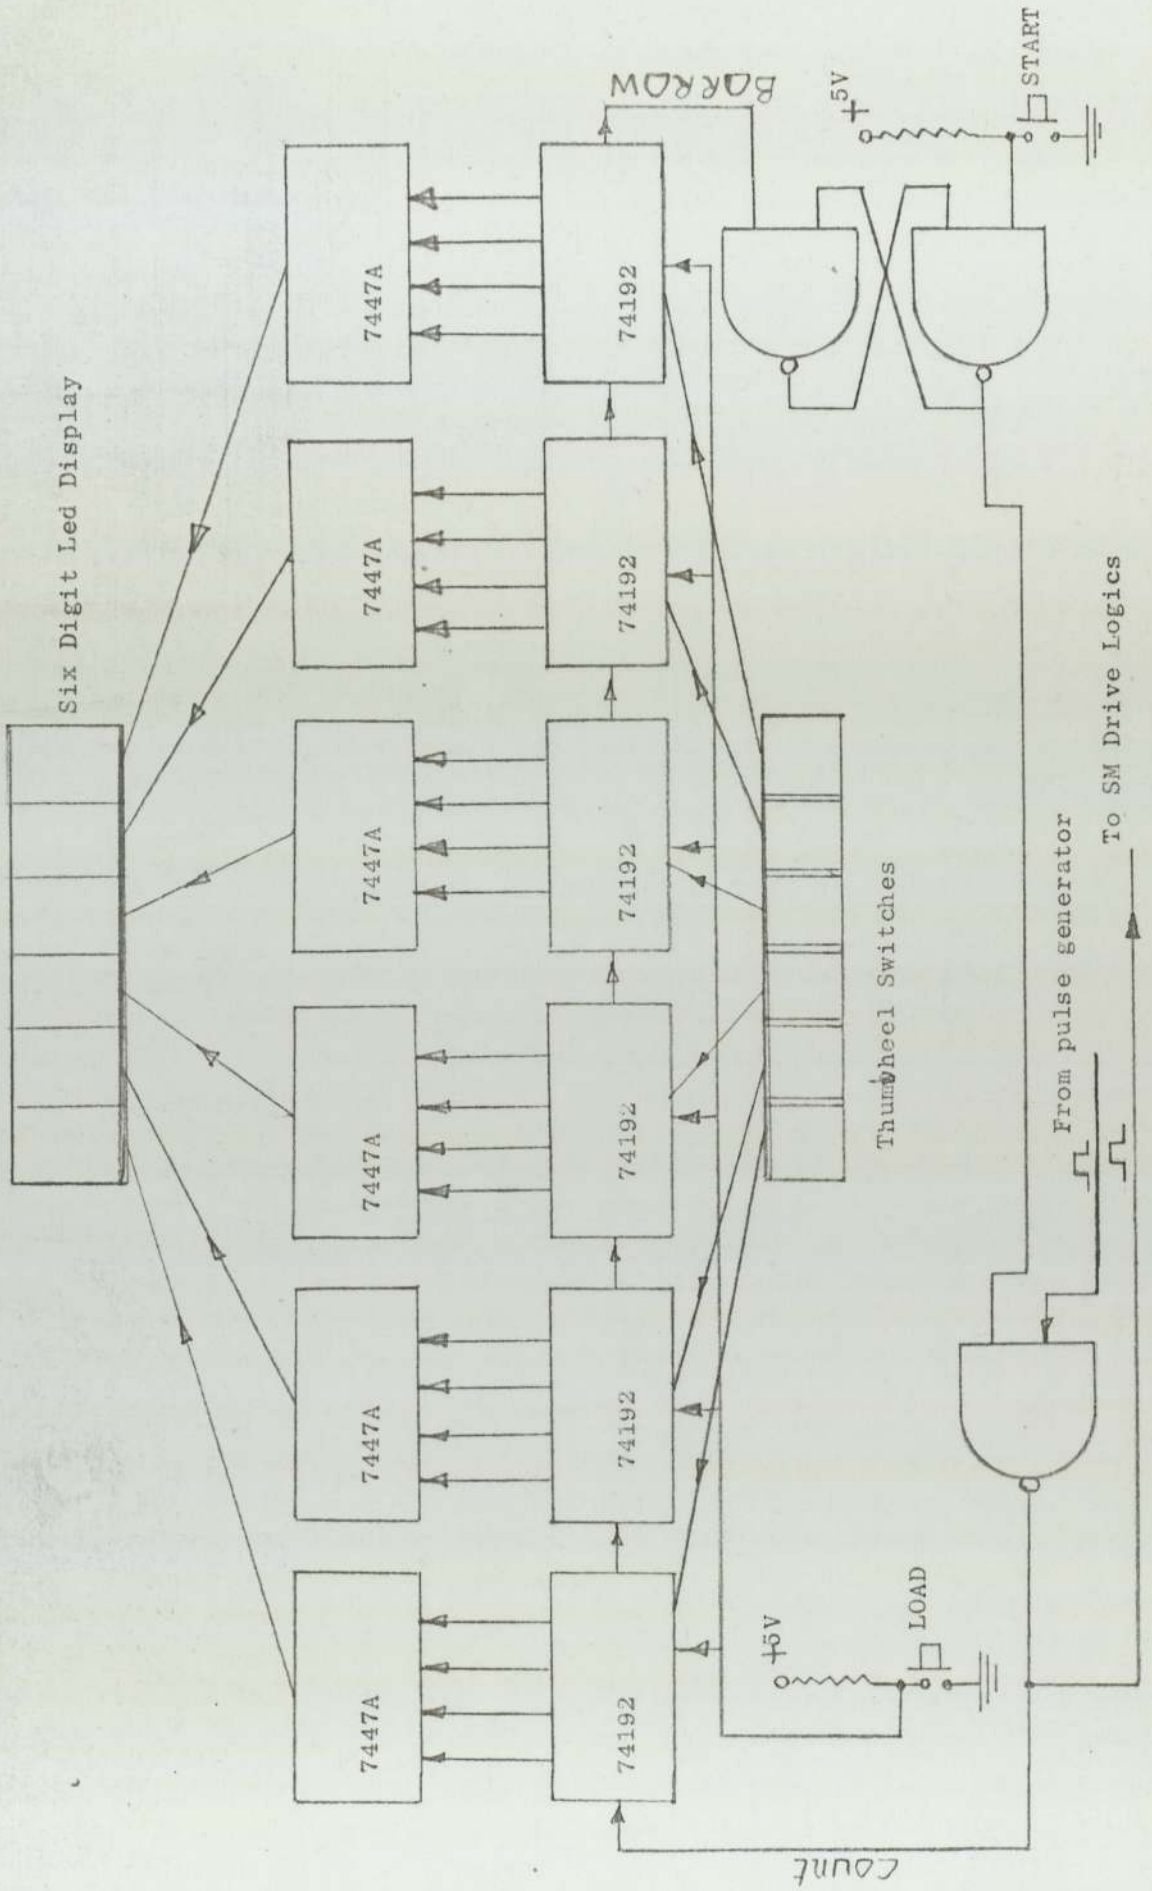 Six Digit Led Display
7447A
7447A
7447A
7447A
7447A
7447A
74192
74192
74192
74192
74192
74192
BORROW
Thumwheel Switches
+5V
LOAD
+5V
START
COUNT
From pulse generator
To SM Drive Logics